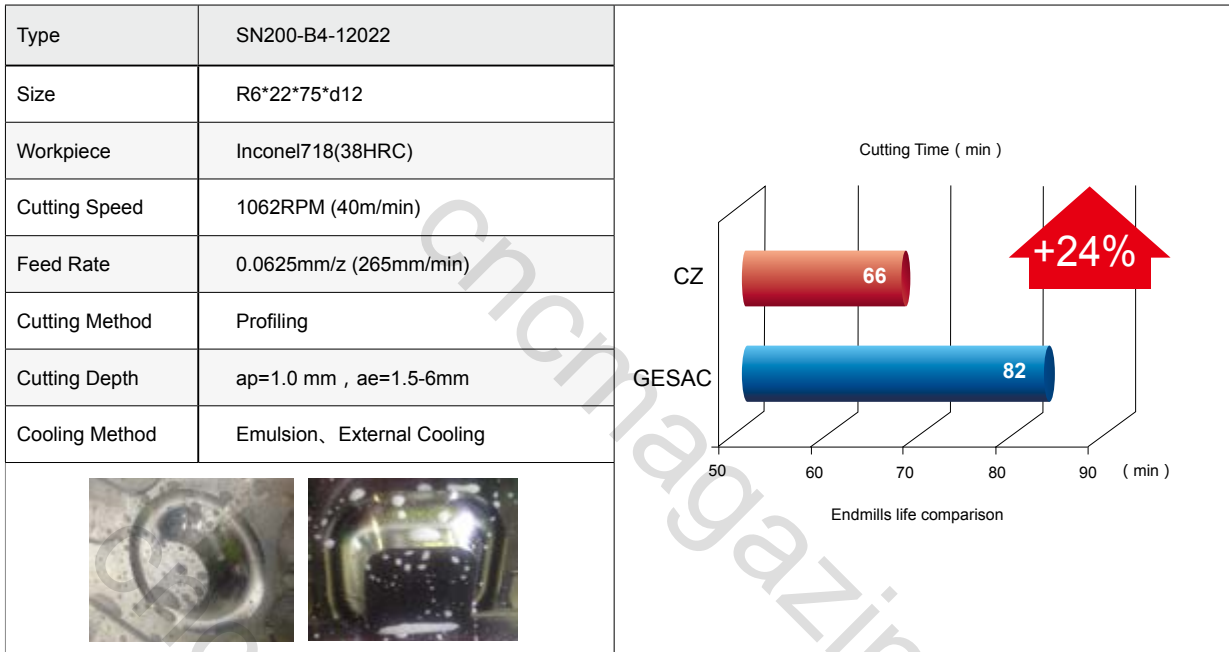 Type SN200-B4-12022
Size R6*22*75*d12
Workpiece Inconel718(38HRC)
Cutting Speed 1062RPM (40m/min)
Feed Rate 0.0625mm/z (265mm/min)
Cutting Method Profiling
Cutting Depth ap=1.0 mm , ae=1.5-6mm
Cooling Method Emulsion、External Cooling
Cutting Time ( min )
+24%
CZ 66
GESAC 82
50 60 70 80 90 ( min )
Endmills life comparison
cncmagazin